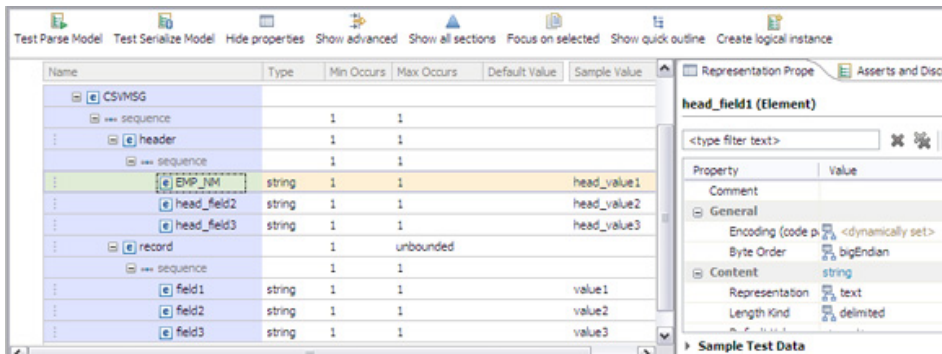 Test Parse Model Test Serialize Model Hide properties Show advanced Show all sections Focus on selected Show quick outline Create logical instance
Name Type Min Occurs Max Occurs Default Value Sample Value
e CSVMSG
sequence 1 1
e header 1 1
sequence 1 1
e EMP_NM string 1 1 head_value1
e head_field2 string 1 1 head_value2
e head_field3 string 1 1 head_value3
e record 1 unbounded
sequence 1 1
e field1 string 1 1 value1
e field2 string 1 1 value2
e field3 string 1 1 value3
Representation Prope Asserts and Disc
head_field1 (Element)
<type filter text>
Property Value
Comment
General
Encoding (code p <dynamically set>
Byte Order bigEndian
Content string
Representation text
Length Kind delimited
Sample Test Data